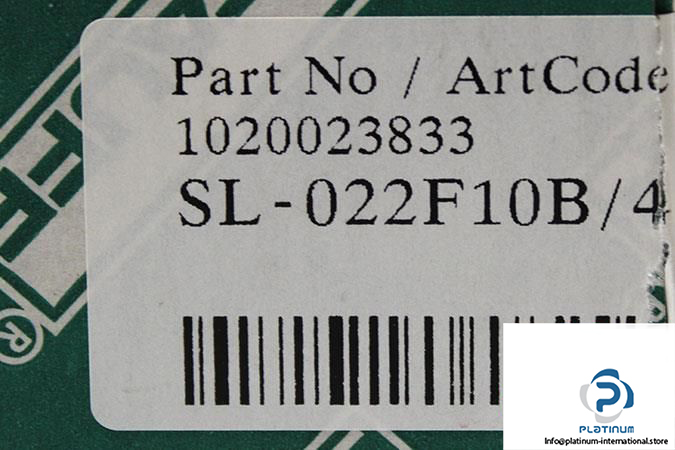 Part No / ArtCode
1020023833
SL-022F10B/4
®
PLATINUM
Info@platinum-international.store